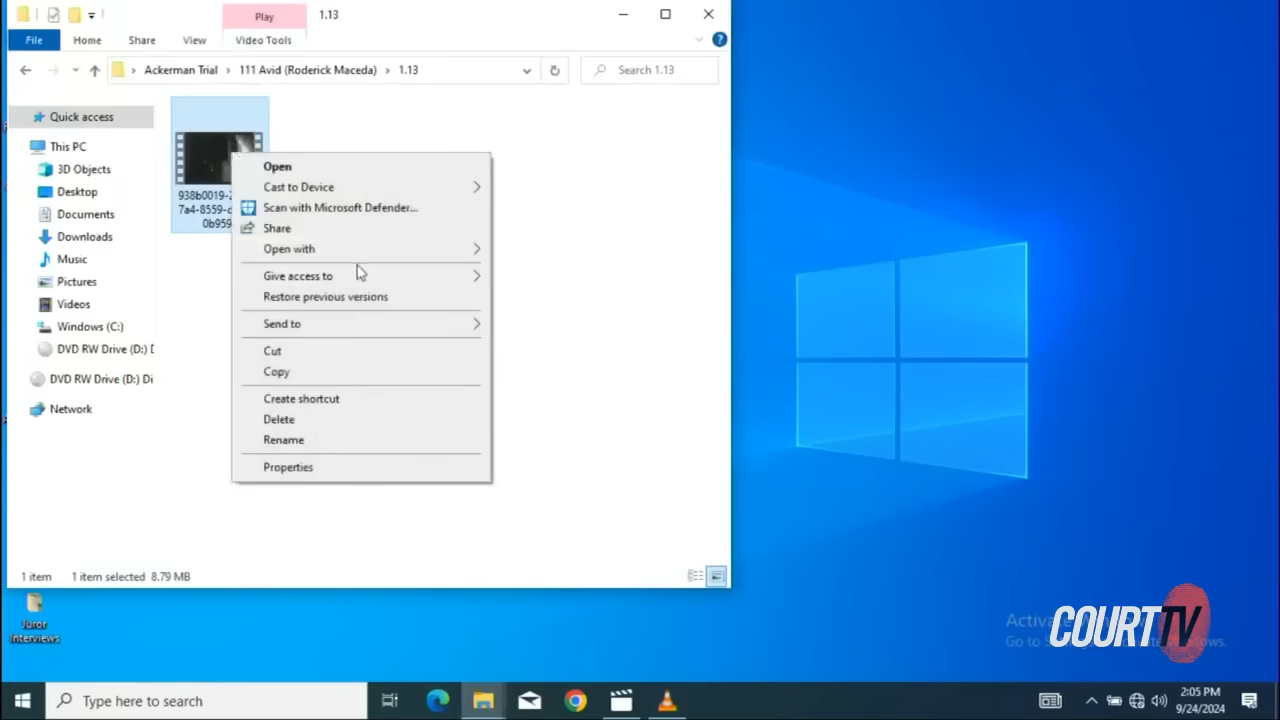 Play
1.13
File
Home
Share
View
Video Tools
Ackerman Trial
111 Avid (Roderick Maceda)
1.13
Search 1.13
Quick access
This PC
3D Objects
Desktop
Documents
Downloads
Music
Pictures
Videos
Windows (C:)
DVD RW Drive (D:) D
DVD RW Drive (D:) Di
Network
938b0019-
7a4-8559-
0b959
Open
Cast to Device
Scan with Microsoft Defender...
Share
Open with
Give access to
Restore previous versions
Send to
Cut
Copy
Create shortcut
Delete
Rename
Properties
1 item
1 item selected 8.79 MB
Juror
Interviews
Activate
Go to S
windows.
COURT TV
Type here to search
2:05 PM
9/24/2024